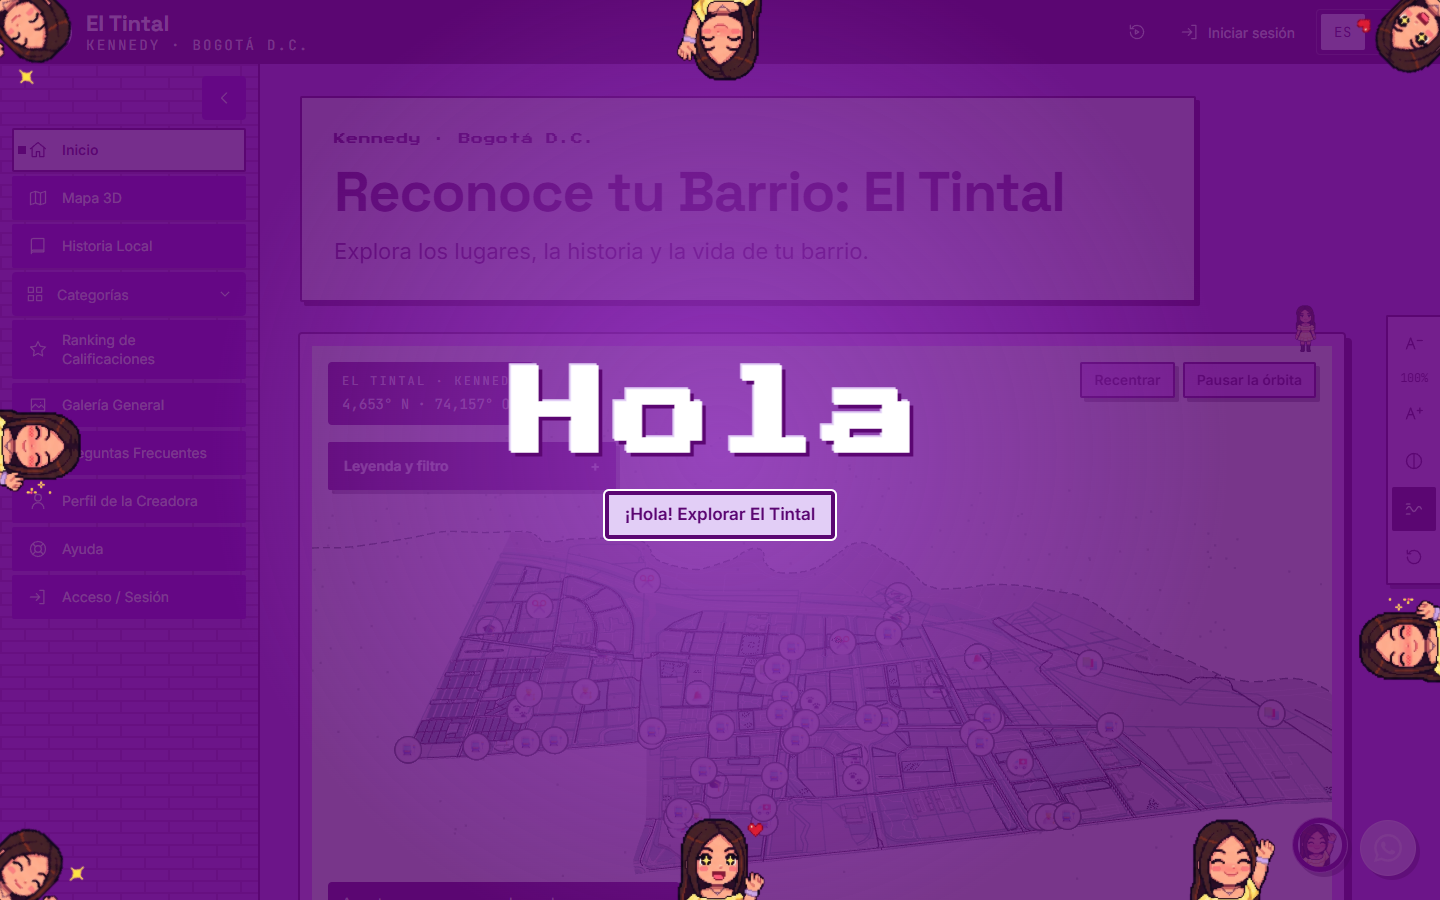 El Tintal
KENNEDY · BOGOTÁ D.C.
Iniciar sesión
ES
Inicio
Mapa 3D
Historia Local
Categorías
Ranking de
Calificaciones
Galería General
eguntas Frecuentes
Perfil de la Creadora
Ayuda
Acceso / Sesión
Kennedy · Bogotá D.C.
Reconoce tu Barrio: El Tintal
Explora los lugares, la historia y la vida de tu barrio.
EL TINTAL · KENNED
4,653° N · 74,157° O
Recentrar
Pausar la órbita
Leyenda y filtro
+
Hola
¡Hola! Explorar El Tintal
A⁻
100%
A⁺